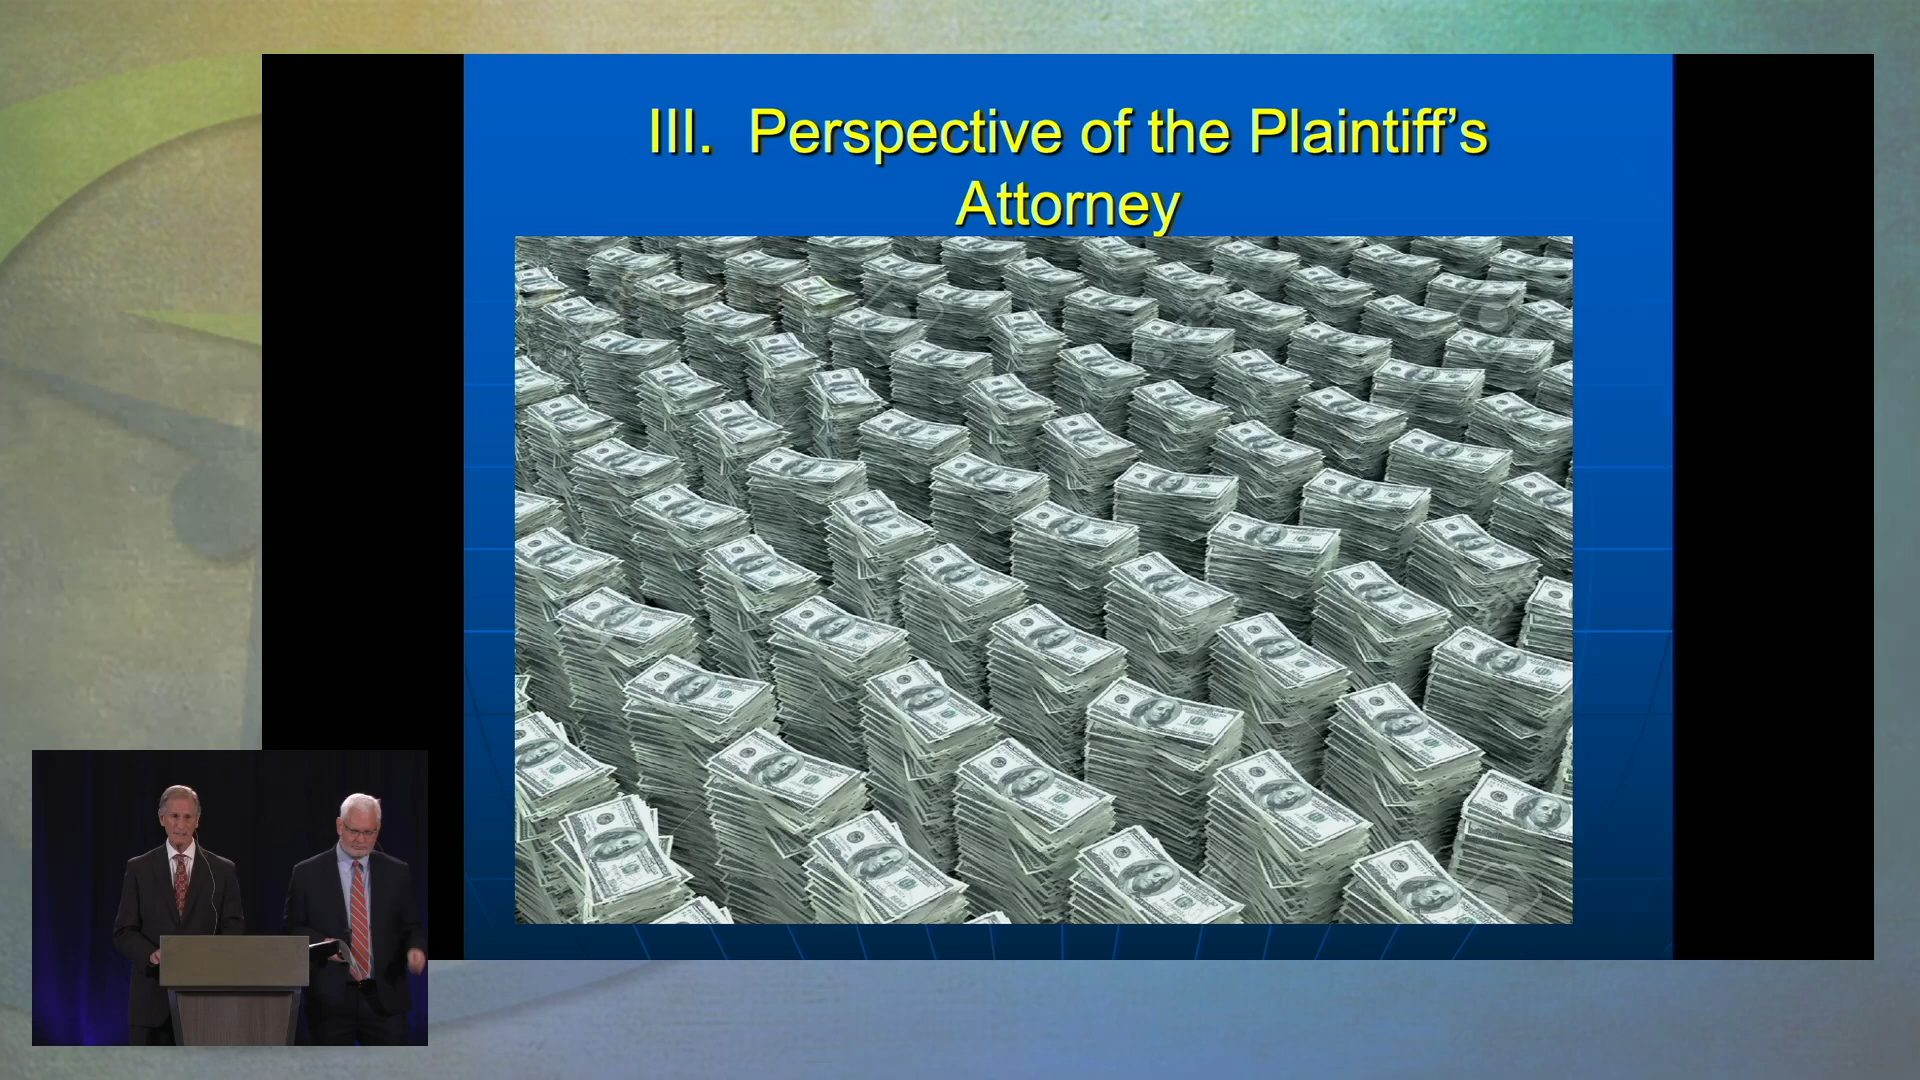 III. Perspective of the Plaintiff’s
Attorney